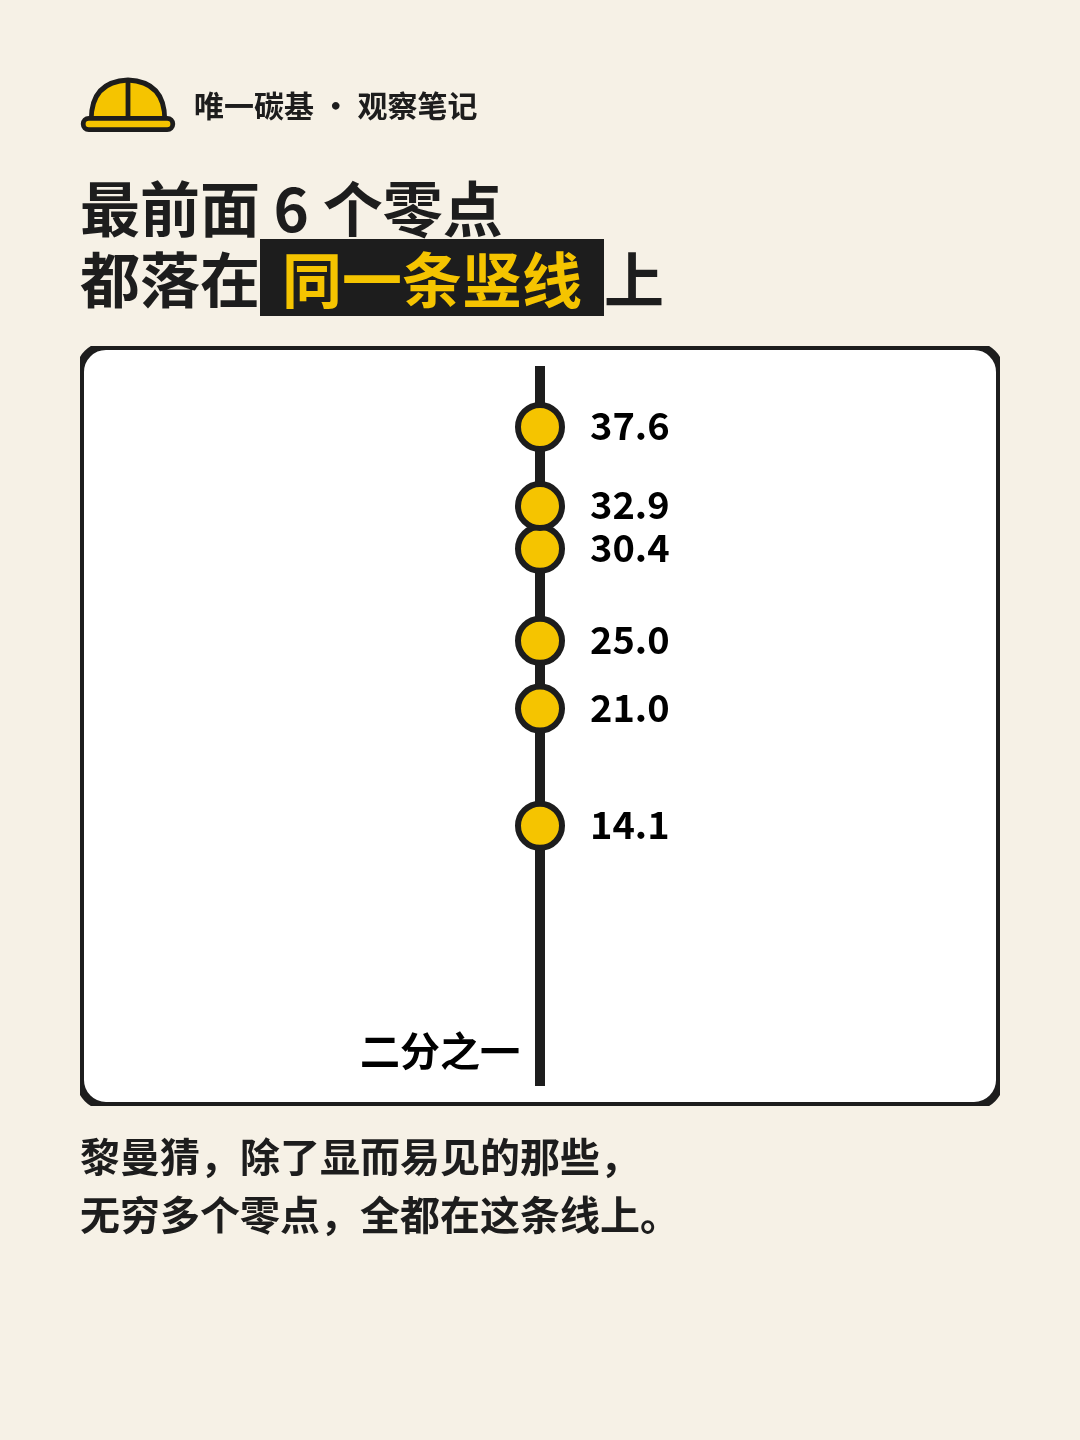 唯一碳基 · 观察笔记
最前面 6 个零点
都落在同一条竖线上
37.6
32.9
30.4
25.0
21.0
14.1
二分之一
黎曼猜，除了显而易见的那些，
无穷多个零点，全都在这条线上。